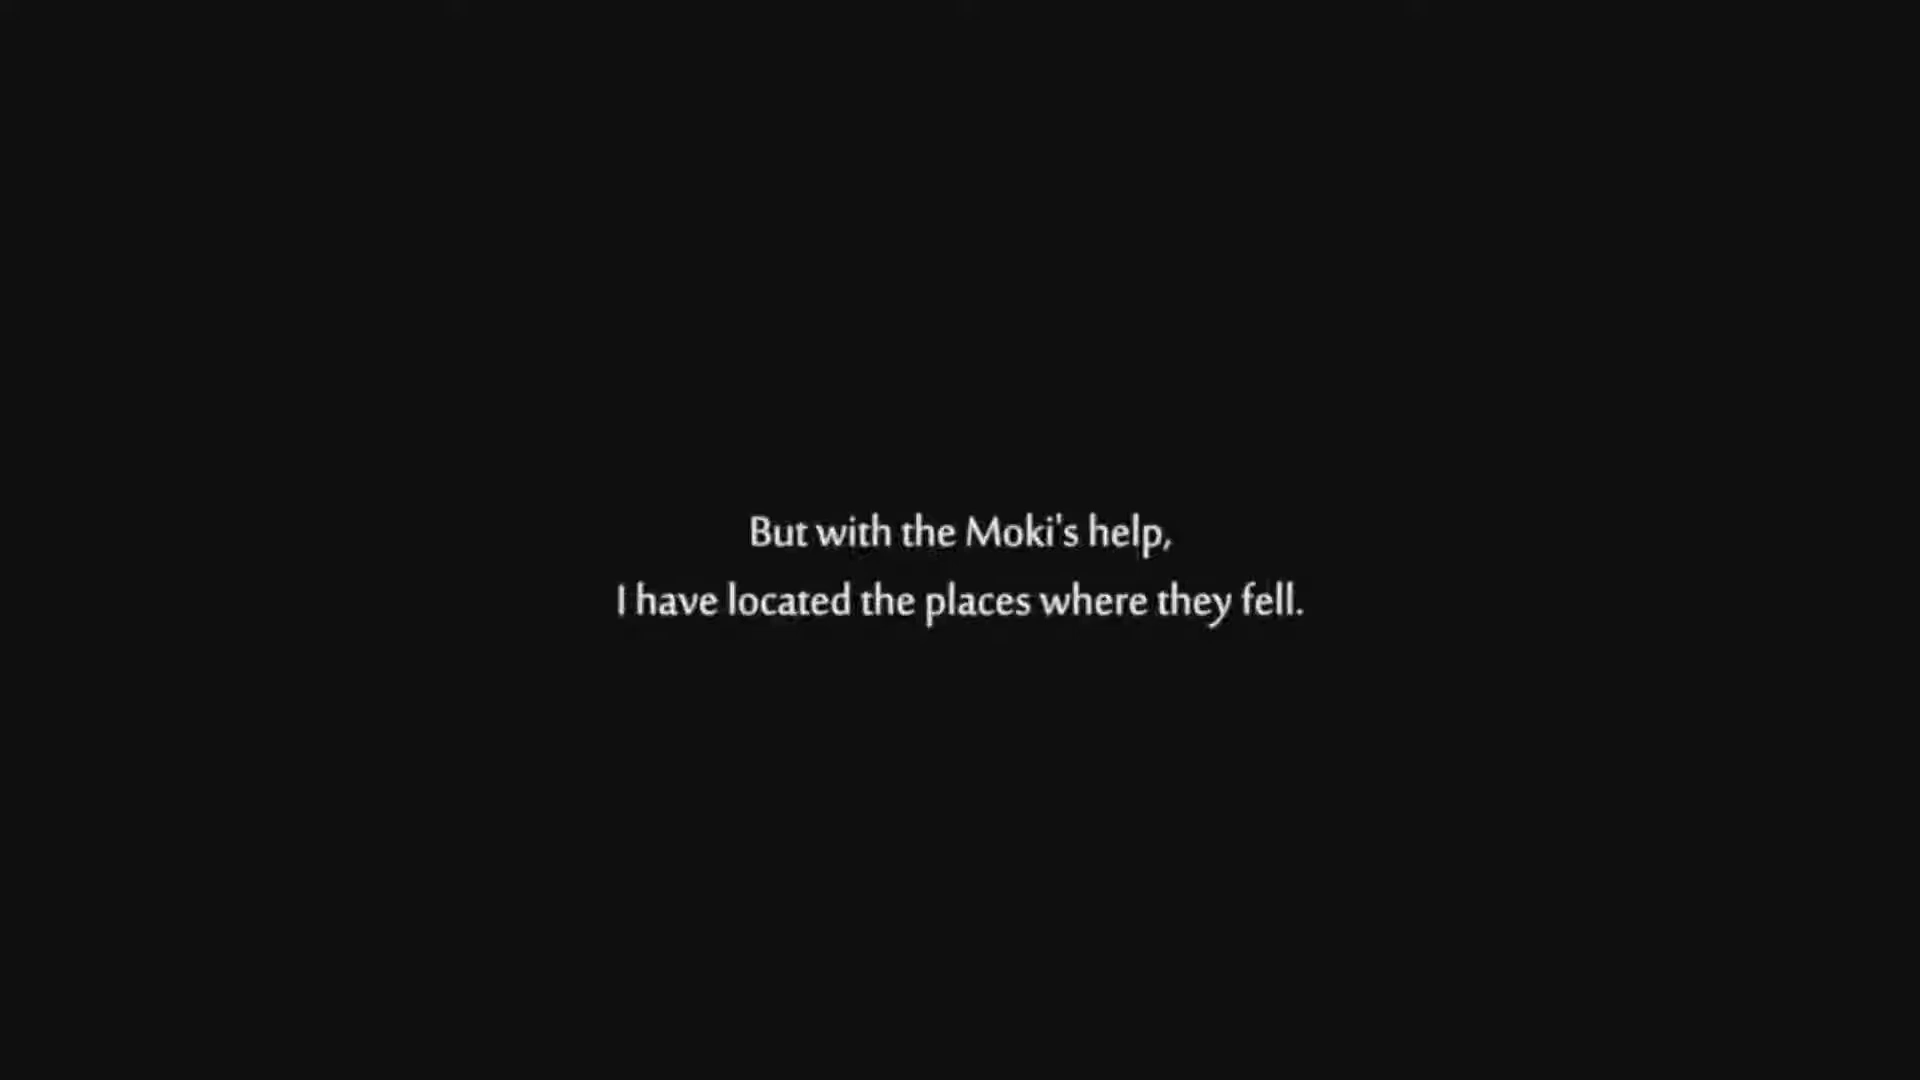 But with the Moki's help,
I have located the places where they fell.